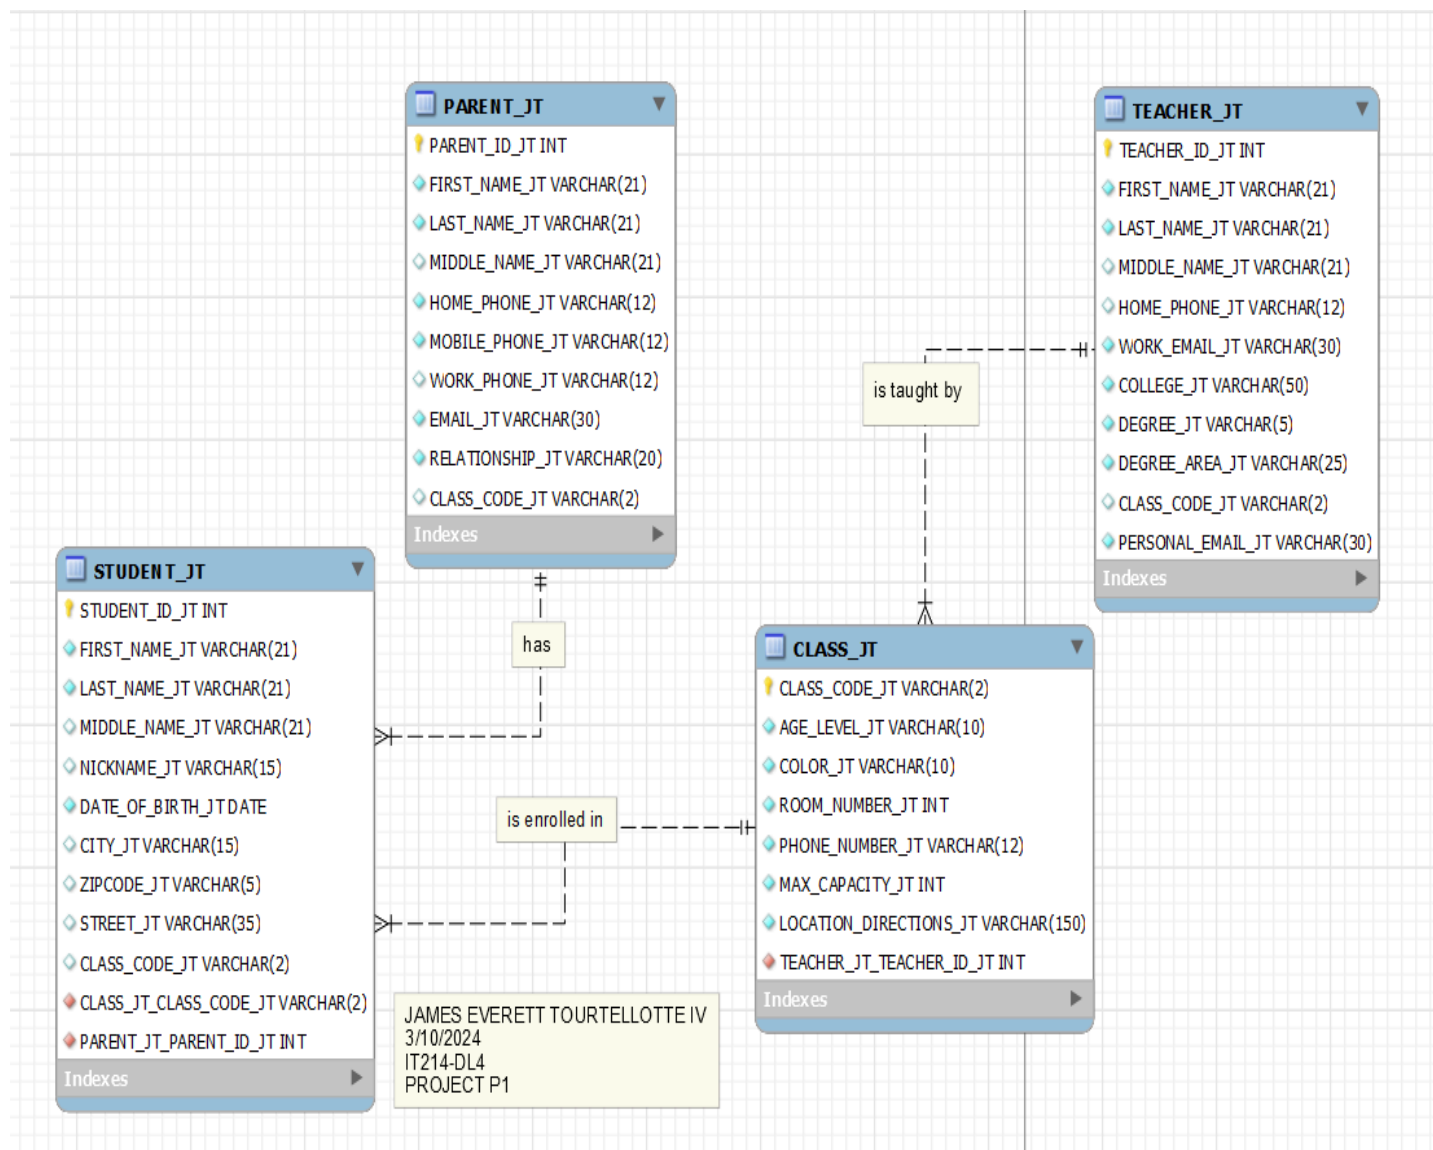 PARENT_JT
PARENT_ID_JT INT
FIRST_NAME_JT VARCHAR(21)
LAST_NAME_JT VARCHAR(21)
MIDDLE_NAME_JT VARCHAR(21)
HOME_PHONE_JT VARCHAR(12)
MOBILE_PHONE_JT VARCHAR(12)
WORK_PHONE_JT VARCHAR(12)
EMAIL_JT VARCHAR(30)
RELATIONSHIP_JT VARCHAR(20)
CLASS_CODE_JT VARCHAR(2)
Indexes
TEACHER_JT
TEACHER_ID_JT INT
FIRST_NAME_JT VARCHAR(21)
LAST_NAME_JT VARCHAR(21)
MIDDLE_NAME_JT VARCHAR(21)
HOME_PHONE_JT VARCHAR(12)
WORK_EMAIL_JT VARCHAR(30)
COLLEGE_JT VARCHAR(50)
DEGREE_JT VARCHAR(5)
DEGREE_AREA_JT VARCHAR(25)
CLASS_CODE_JT VARCHAR(2)
PERSONAL_EMAIL_JT VARCHAR(30)
Indexes
is taught by
has
STUDENT_JT
STUDENT_ID_JT INT
FIRST_NAME_JT VARCHAR(21)
LAST_NAME_JT VARCHAR(21)
MIDDLE_NAME_JT VARCHAR(21)
NICKNAME_JT VARCHAR(15)
DATE_OF_BIRTH_JT DATE
CITY_JT VARCHAR(15)
ZIPCODE_JT VARCHAR(5)
STREET_JT VARCHAR(35)
CLASS_CODE_JT VARCHAR(2)
CLASS_JT_CLASS_CODE_JT VARCHAR(2)
PARENT_JT_PARENT_ID_JT INT
Indexes
is enrolled in
CLASS_JT
CLASS_CODE_JT VARCHAR(2)
AGE_LEVEL_JT VARCHAR(10)
COLOR_JT VARCHAR(10)
ROOM_NUMBER_JT INT
PHONE_NUMBER_JT VARCHAR(12)
MAX_CAPACITY_JT INT
LOCATION_DIRECTIONS_JT VARCHAR(150)
TEACHER_JT_TEACHER_ID_JT INT
Indexes
JAMES EVERETT TOURTELLOTTE IV
3/10/2024
IT214-DL4
PROJECT P1